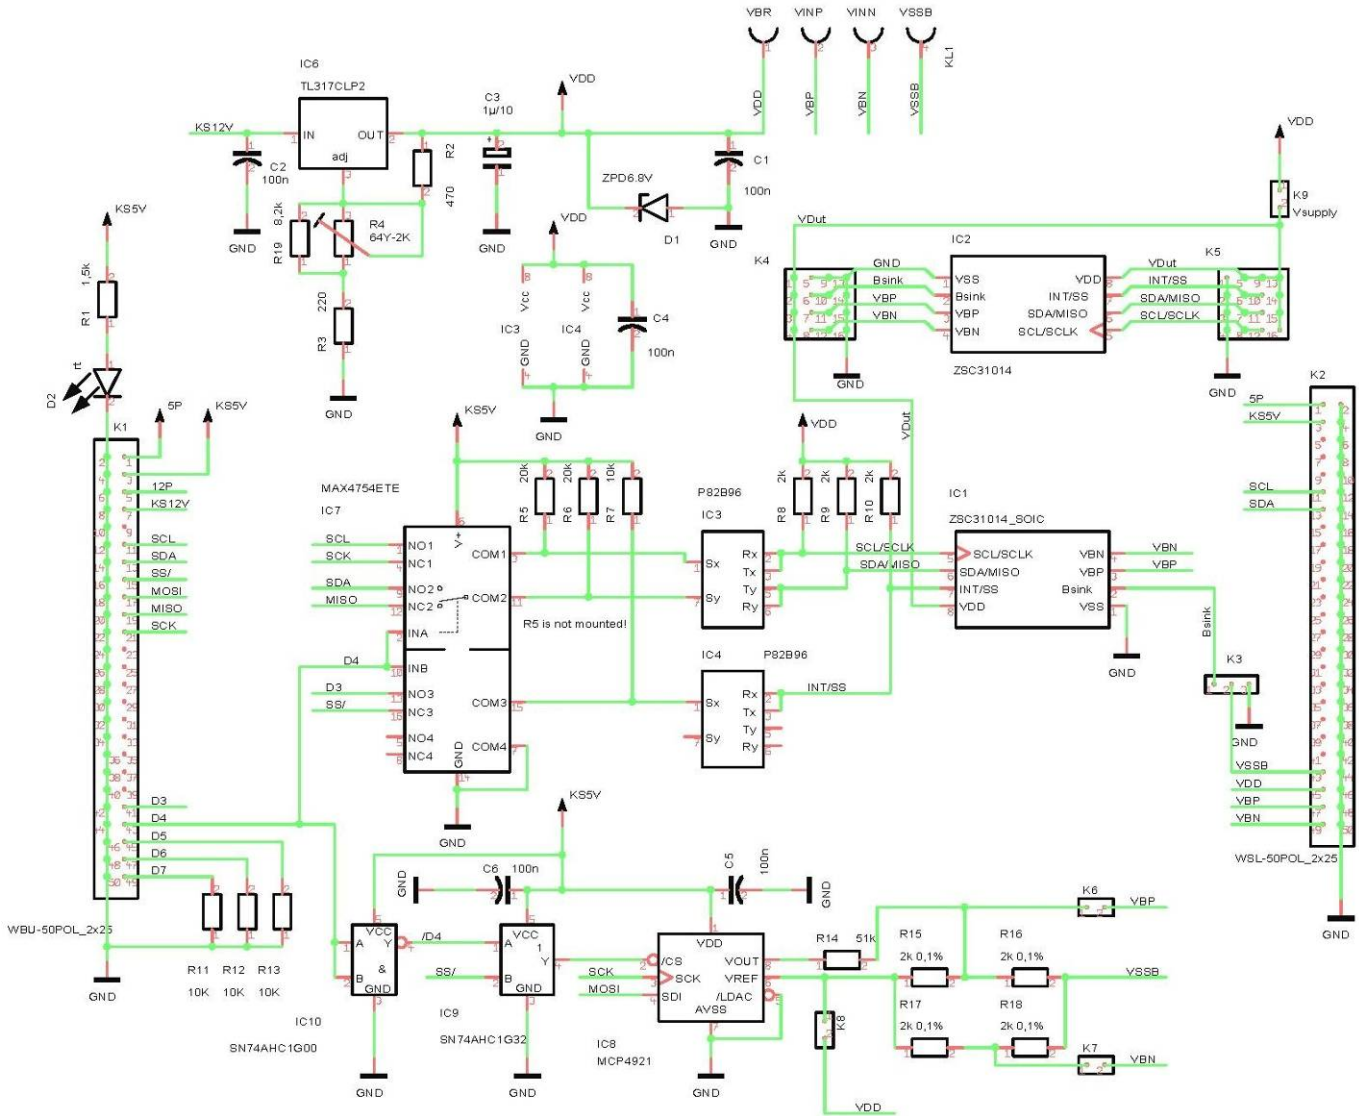 VBR VINP VINN VSSB
1 2 3 4
KL1
VDD VBP VBN VSSB
IC6
TL317CLP2
KS12V
IN OUT
adj
C2
100n
GND
C3
1µ/10
GND
R2
470
VDD
C1
100n
GND
ZPD6.8V
D1
8,2k
R19
R4
64Y-2K
220
R3
GND
VDD
Vcc Vcc
IC3 IC4
GND GND
C4
100n
GND
KS5V
1,5k
R1
rt
D2
K1
5P
KS5V
12P
KS12V
SCL
SDA
SS/
MOSI
MISO
SCK
D3
D4
D5
D6
D7
WBU-50POL_2x25
GND
R11 R12 R13
10K 10K 10K
VDD
K9
Vsupply
VDut
K4
IC2
K5
GND
Bsink
VBP
VBN
VSS
Bsink
VBP
VBN
VDD
INT/SS
SDA/MISO
SCL/SCLK
VDut
INT/SS
SDA/MISO
SCL/SCLK
ZSC31014
GND
GND
KS5V
MAX4754ETE
IC7
SCL
SCK
SDA
MISO
D4
D3
SS/
NO1
NC1
NO2
NC2
INA
INB
NO3
NC3
NO4
NC4
V+
COM1
COM2
COM3
COM4
GND
GND
20k
R5
20k
R6
10k
R7
R5 is not mounted!
P82B96
IC3
Sx
Sy
Rx
Tx
Ty
Ry
IC4
P82B96
Sx
Sy
Rx
Tx
Ty
Ry
VDD
2k
R8
2k
R9
2k
R10
VDut
SCL/SCLK
SDA/MISO
INT/SS
IC1
ZSC31014_SOIC
SCL/SCLK
SDA/MISO
INT/SS
VDD
VBN
VBP
Bsink
VSS
VBN
VBP
GND
Bsink
K3
GND
K2
5P
KS5V
SCL
SDA
VSSB
VDD
VBP
VBN
WSL-50POL_2x25
GND
KS5V
GND
C6 100n
C5
100n
GND
VCC
A Y
&
B
GND
IC10
SN74AHC1G00
GND
/D4
SS/
VCC
1
A
Y
B
GND
IC9
SN74AHC1G32
GND
SCK
MOSI
VDD
/CS VOUT
SCK VREF
SDI /LDAC
AVSS
IC8
MCP4921
GND
R14 51k
K8
VDD
R15 R16
2k 0,1% 2k 0,1%
R17 R18
2k 0,1% 2k 0,1%
K6
VBP
VSSB
K7
VBN